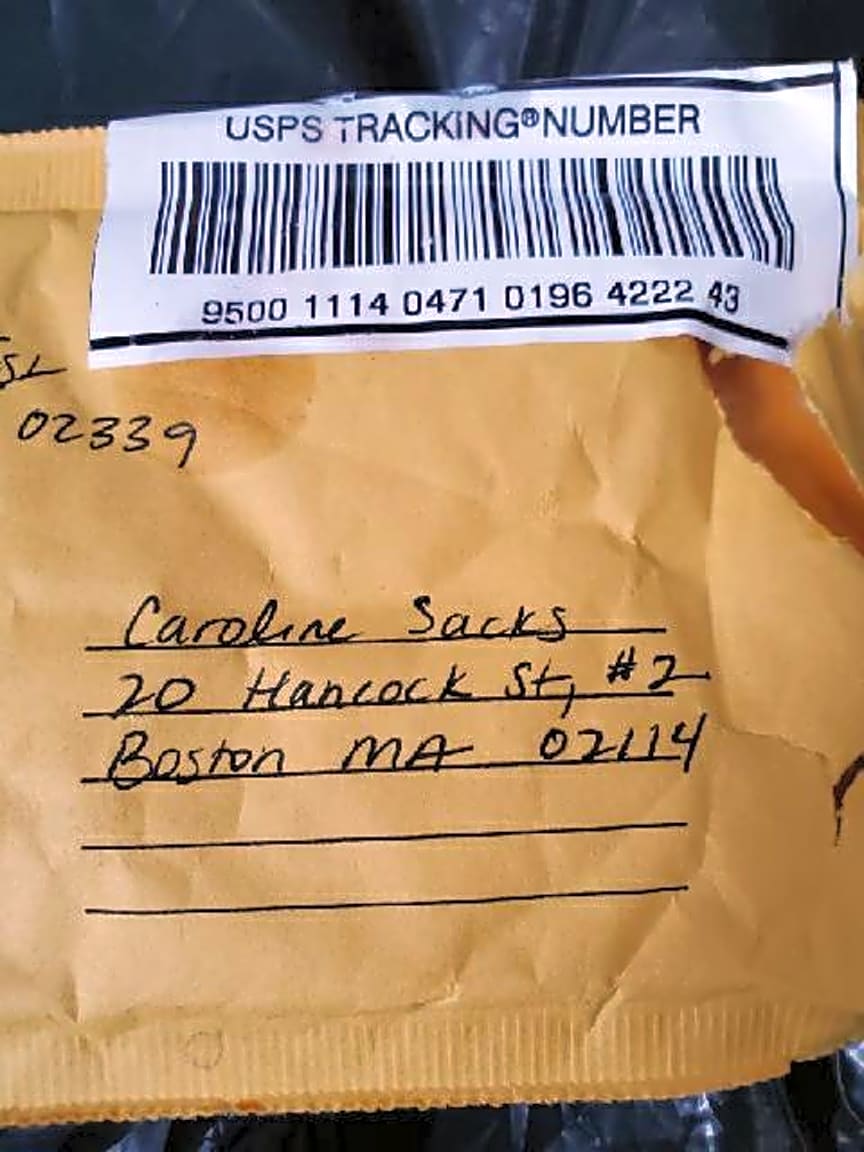 USPS TRACKING® NUMBER
9500 1114 0471 0196 4222 43
02339
Caroline Sacks
20 Hancock St, #2
Boston MA 02114